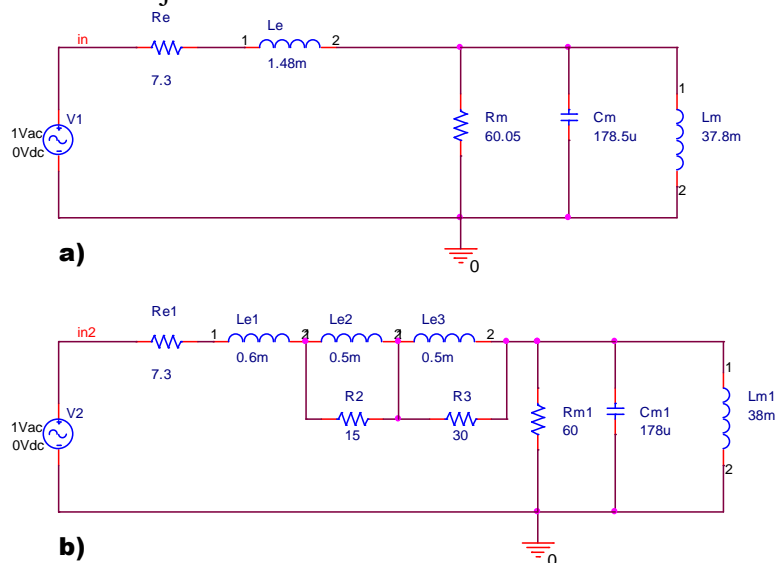 Re
Le
in
1
2
7.3
1.48m
1
V1
1Vac
0Vdc
Rm
60.05
Cm
178.5u
Lm
37.8m
2
0
a)
Re1
Le1
Le2
Le3
in2
1
2
1
2
1
2
7.3
0.6m
0.5m
0.5m
1
R2
15
R3
30
V2
1Vac
0Vdc
Rm1
60
Cm1
178u
Lm1
38m
2
0
b)